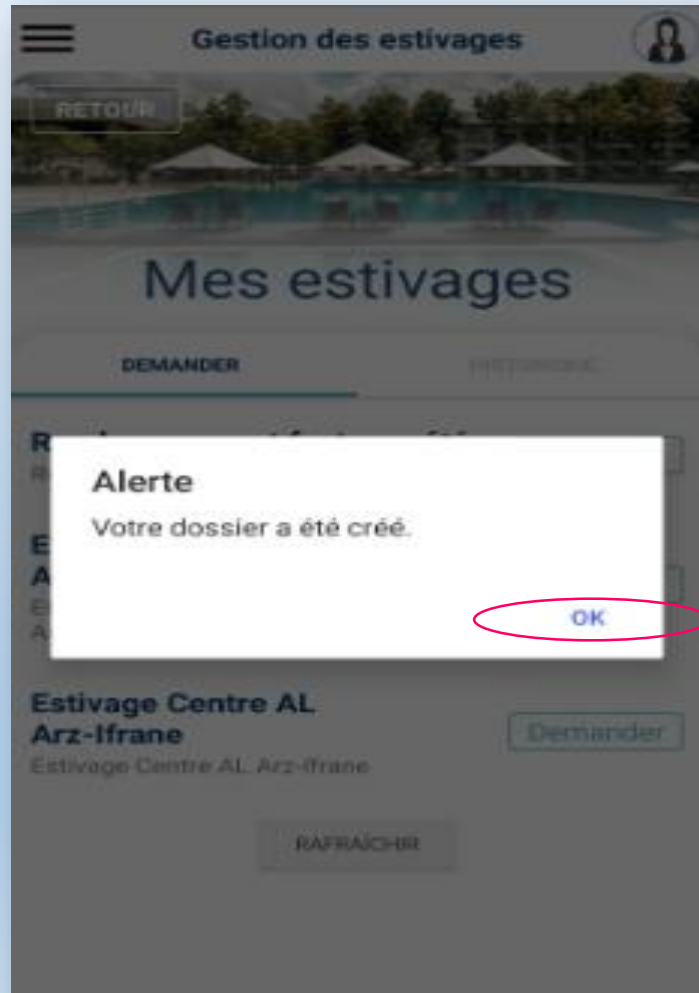 Gestion des estivages
RETOUR
Mes estivages
DEMANDER
HISTORIQUE
Alerte
Votre dossier a été créé.
OK
Estivage Centre AL
Arz-Ifrane
Demander
Estivage Centre AL Arz-Ifrane
RAFRAÎCHIR